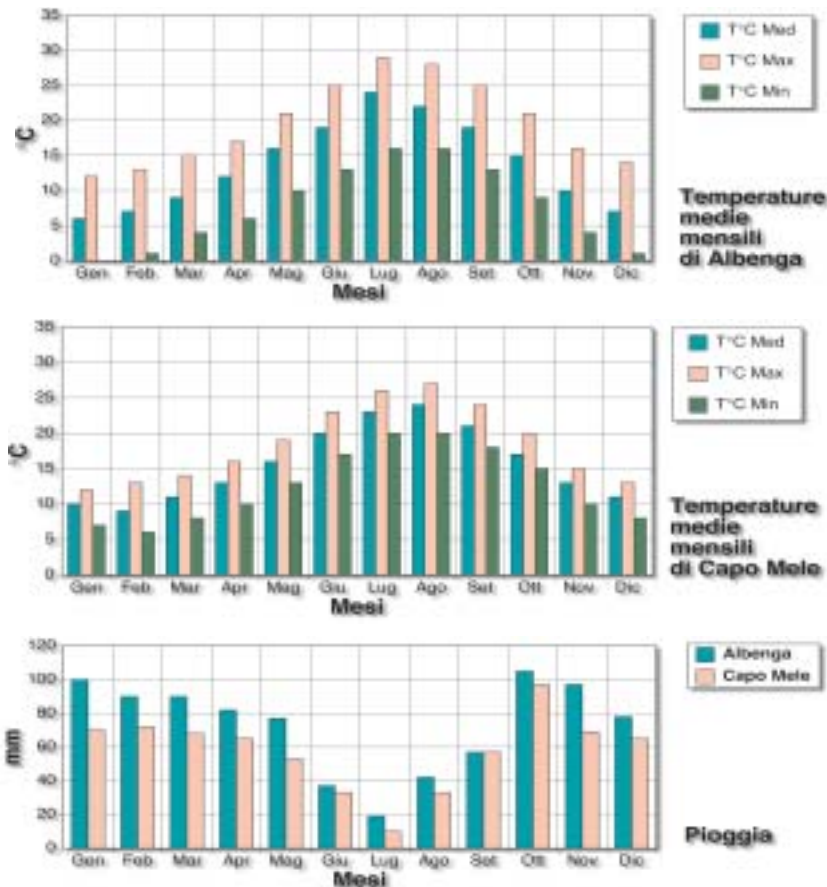 35
30
25
20
15
10
5
0
°C
Gen. Feb. Mar. Apr. Mag. Giu. Lug. Ago. Set. Ott. Nov. Dic.
Mesi
T°C Med
T°C Max
T°C Min
Temperature
medie
mensili
di Albenga
35
30
25
20
15
10
5
0
°C
Gen. Feb. Mar. Apr. Mag. Giu. Lug. Ago. Set. Ott. Nov. Dic.
Mesi
T°C Med
T°C Max
T°C Min
Temperature
medie
mensili
di Capo Mele
120
100
80
60
40
20
0
mm
Gen. Feb. Mar. Apr. Mag. Giu. Lug. Ago. Set. Ott. Nov. Dic.
Mesi
Albenga
Capo Mele
Pioggia